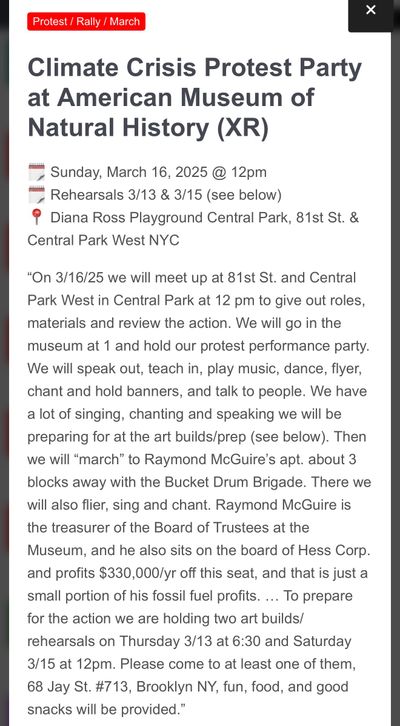 Protest / Rally / March
×
Climate Crisis Protest Party
at American Museum of
Natural History (XR)
🗓️ Sunday, March 16, 2025 @ 12pm
🗓️ Rehearsals 3/13 & 3/15 (see below)
📍 Diana Ross Playground Central Park, 81st St. &
Central Park West NYC
“On 3/16/25 we will meet up at 81st St. and Central
Park West in Central Park at 12 pm to give out roles,
materials and review the action. We will go in the
museum at 1 and hold our protest performance party.
We will speak out, teach in, play music, dance, flyer,
chant and hold banners, and talk to people. We have
a lot of singing, chanting and speaking we will be
preparing for at the art builds/prep (see below). Then
we will “march” to Raymond McGuire’s apt. about 3
blocks away with the Bucket Drum Brigade. There we
will also flier, sing and chant. Raymond McGuire is
the treasurer of the Board of Trustees at the
Museum, and he also sits on the board of Hess Corp.
and profits $330,000/yr off this seat, and that is just a
small portion of his fossil fuel profits. … To prepare
for the action we are holding two art builds/
rehearsals on Thursday 3/13 at 6:30 and Saturday
3/15 at 12pm. Please come to at least one of them,
68 Jay St. #713, Brooklyn NY, fun, food, and good
snacks will be provided.”